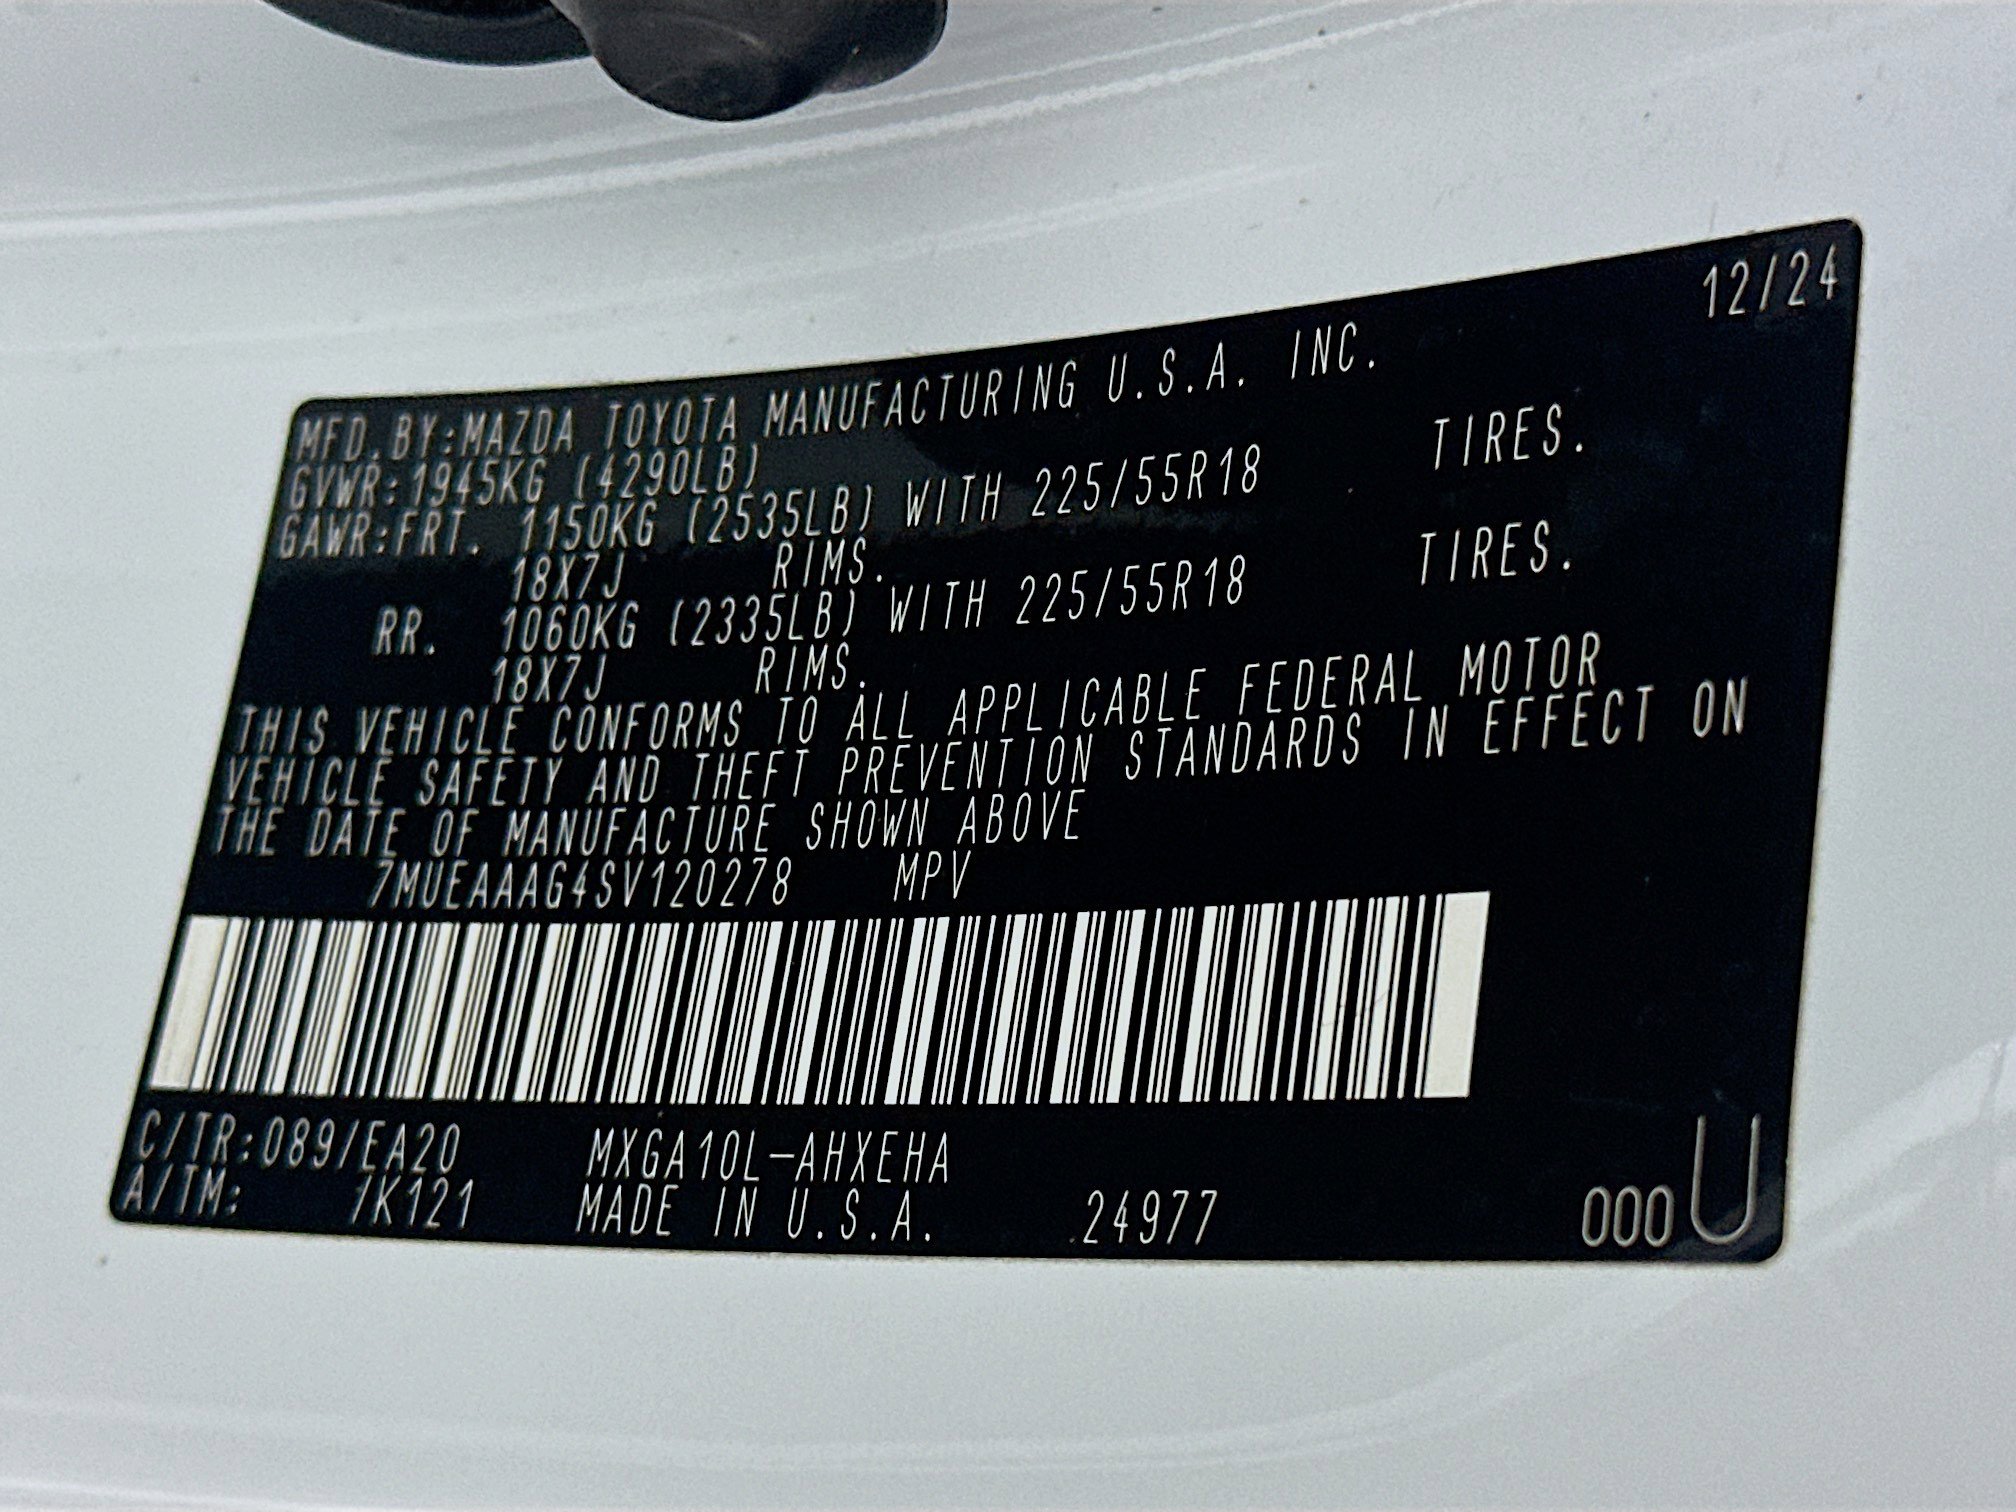 12/24
MFD.BY:MAZDA TOYOTA MANUFACTURING U.S.A. INC.
GVWR:1945KG (4290LB)
GAWR:FRT. 1150KG (2535LB) WITH 225/55R18 TIRES.
18X7J RIMS.
RR. 1060KG (2335LB) WITH 225/55R18 TIRES.
18X7J RIMS.
THIS VEHICLE CONFORMS TO ALL APPLICABLE FEDERAL MOTOR
VEHICLE SAFETY AND THEFT PREVENTION STANDARDS IN EFFECT ON
THE DATE OF MANUFACTURE SHOWN ABOVE
7MUEAAAG4SV120278 MPV
C/TR:089/EA20 MXGA10L-AHXEHA
A/TM: /K121 MADE IN U.S.A. 24977 000 U